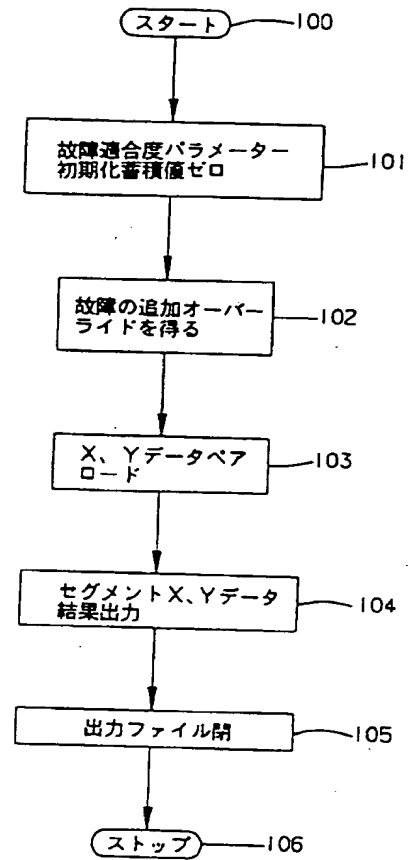 スタート
100
故障適合度パラメーター
初期化蓄積値ゼロ
101
故障の追加オーバー
ライドを得る
102
X、Yデータペア
ロード
103
セグメントX、Yデータ
結果出力
104
出力ファイル閉
105
ストップ
106